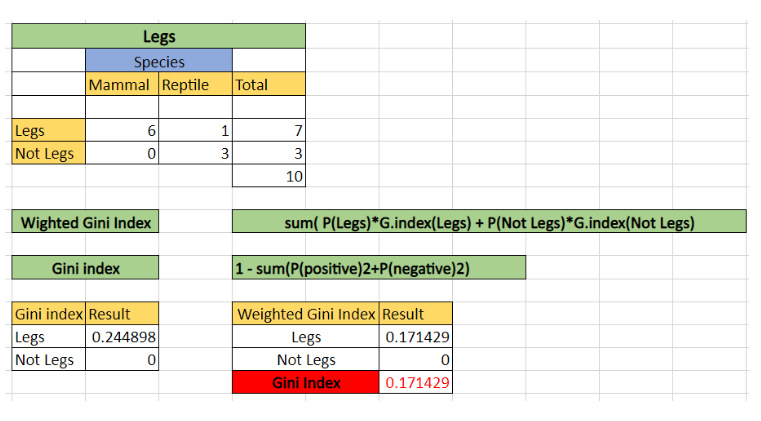 Legs
Species
Mammal Reptile Total
Legs 6 1 7
Not Legs 0 3 3
10
Wighted Gini Index sum( P(Legs)*G.index(Legs) + P(Not Legs)*G.index(Not Legs)
Gini index 1 - sum(P(positive)2+P(negative)2)
Gini index Result Weighted Gini Index Result
Legs 0.244898 Legs 0.171429
Not Legs 0 Not Legs 0
Gini Index 0.171429